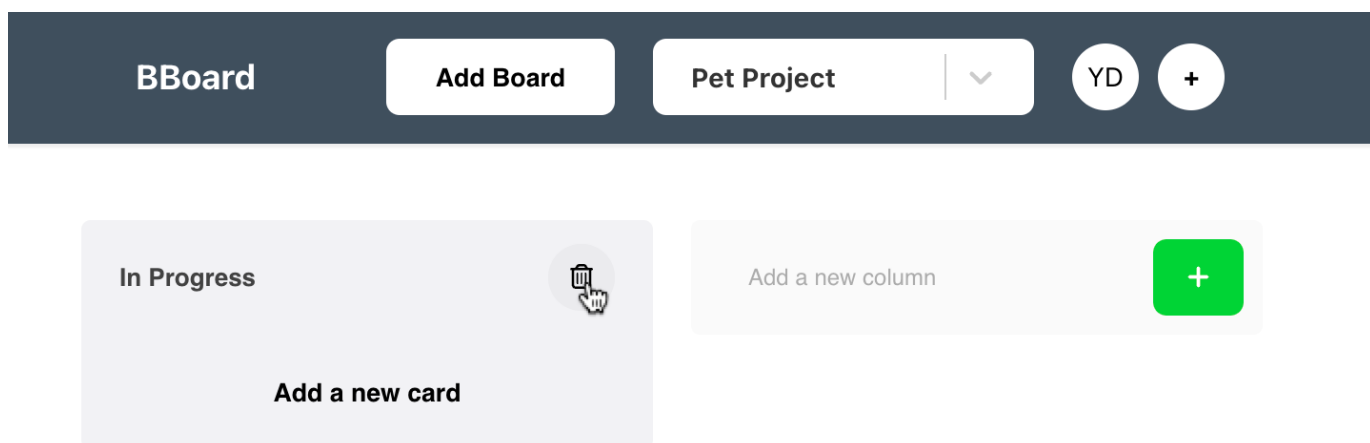 BBoard
Add Board
Pet Project
YD
+
In Progress
Add a new column
+
Add a new card